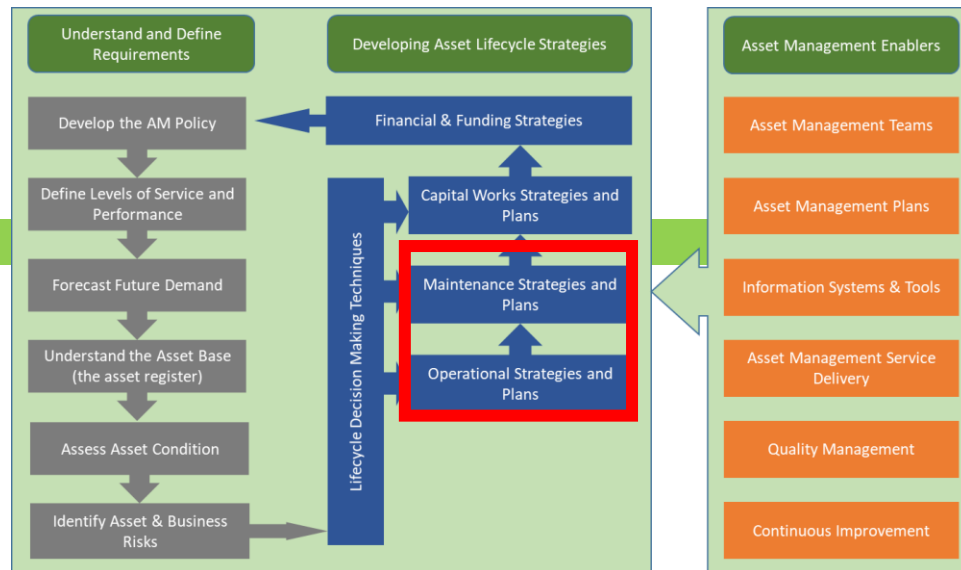 Understand and Define
Requirements
Develop the AM Policy
Define Levels of Service and
Performance
Forecast Future Demand
Understand the Asset Base
(the asset register)
Assess Asset Condition
Identify Asset & Business
Risks
Developing Asset Lifecycle Strategies
Financial & Funding Strategies
Lifecycle Decision Making Techniques
Capital Works Strategies and
Plans
Maintenance Strategies and
Plans
Operational Strategies and
Plans
Asset Management Enablers
Asset Management Teams
Asset Management Plans
Information Systems & Tools
Asset Management Service
Delivery
Quality Management
Continuous Improvement